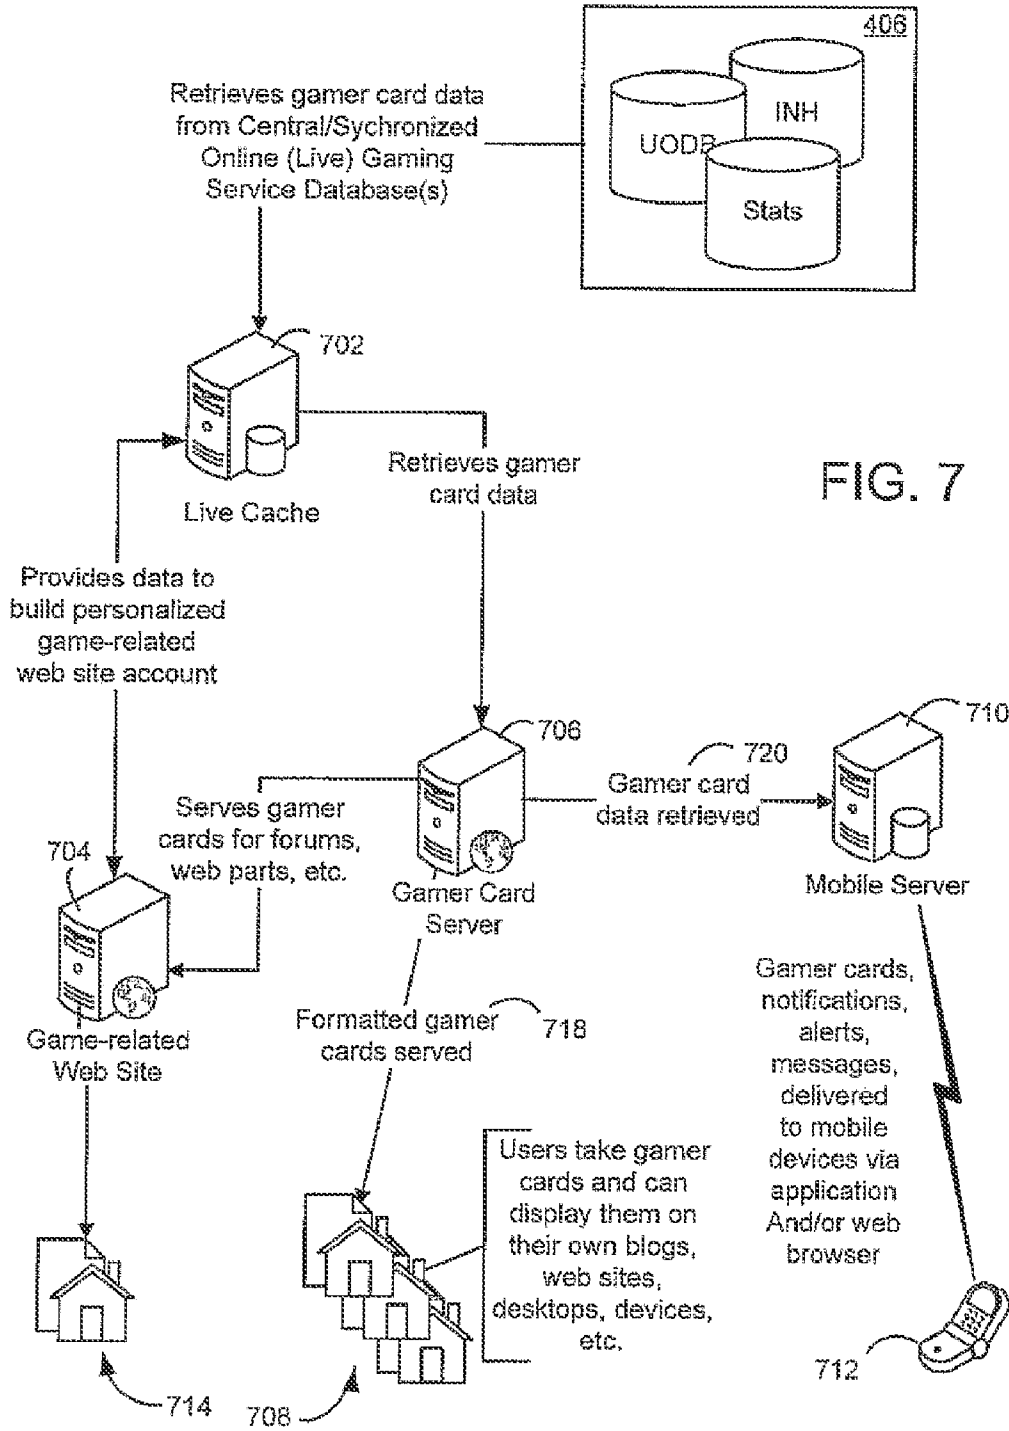 406
INH
UODB
Stats
Retrieves gamer card data
from Central/Sychronized
Online (Live) Gaming
Service Database(s)
702
Live Cache
Retrieves gamer
card data
FIG. 7
Provides data to
build personalized
game-related
web site account
706
710
720
Gamer card
data retrieved
Serves gamer
cards for forums,
web parts, etc.
704
Gamer Card
Server
Mobile Server
Game-related
Web Site
Formatted gamer
cards served
718
Gamer cards,
notifications,
alerts,
messages,
delivered
to mobile
devices via
application
And/or web
browser
Users take gamer
cards and can
display them on
their own blogs,
web sites,
desktops, devices,
etc.
712
714
708